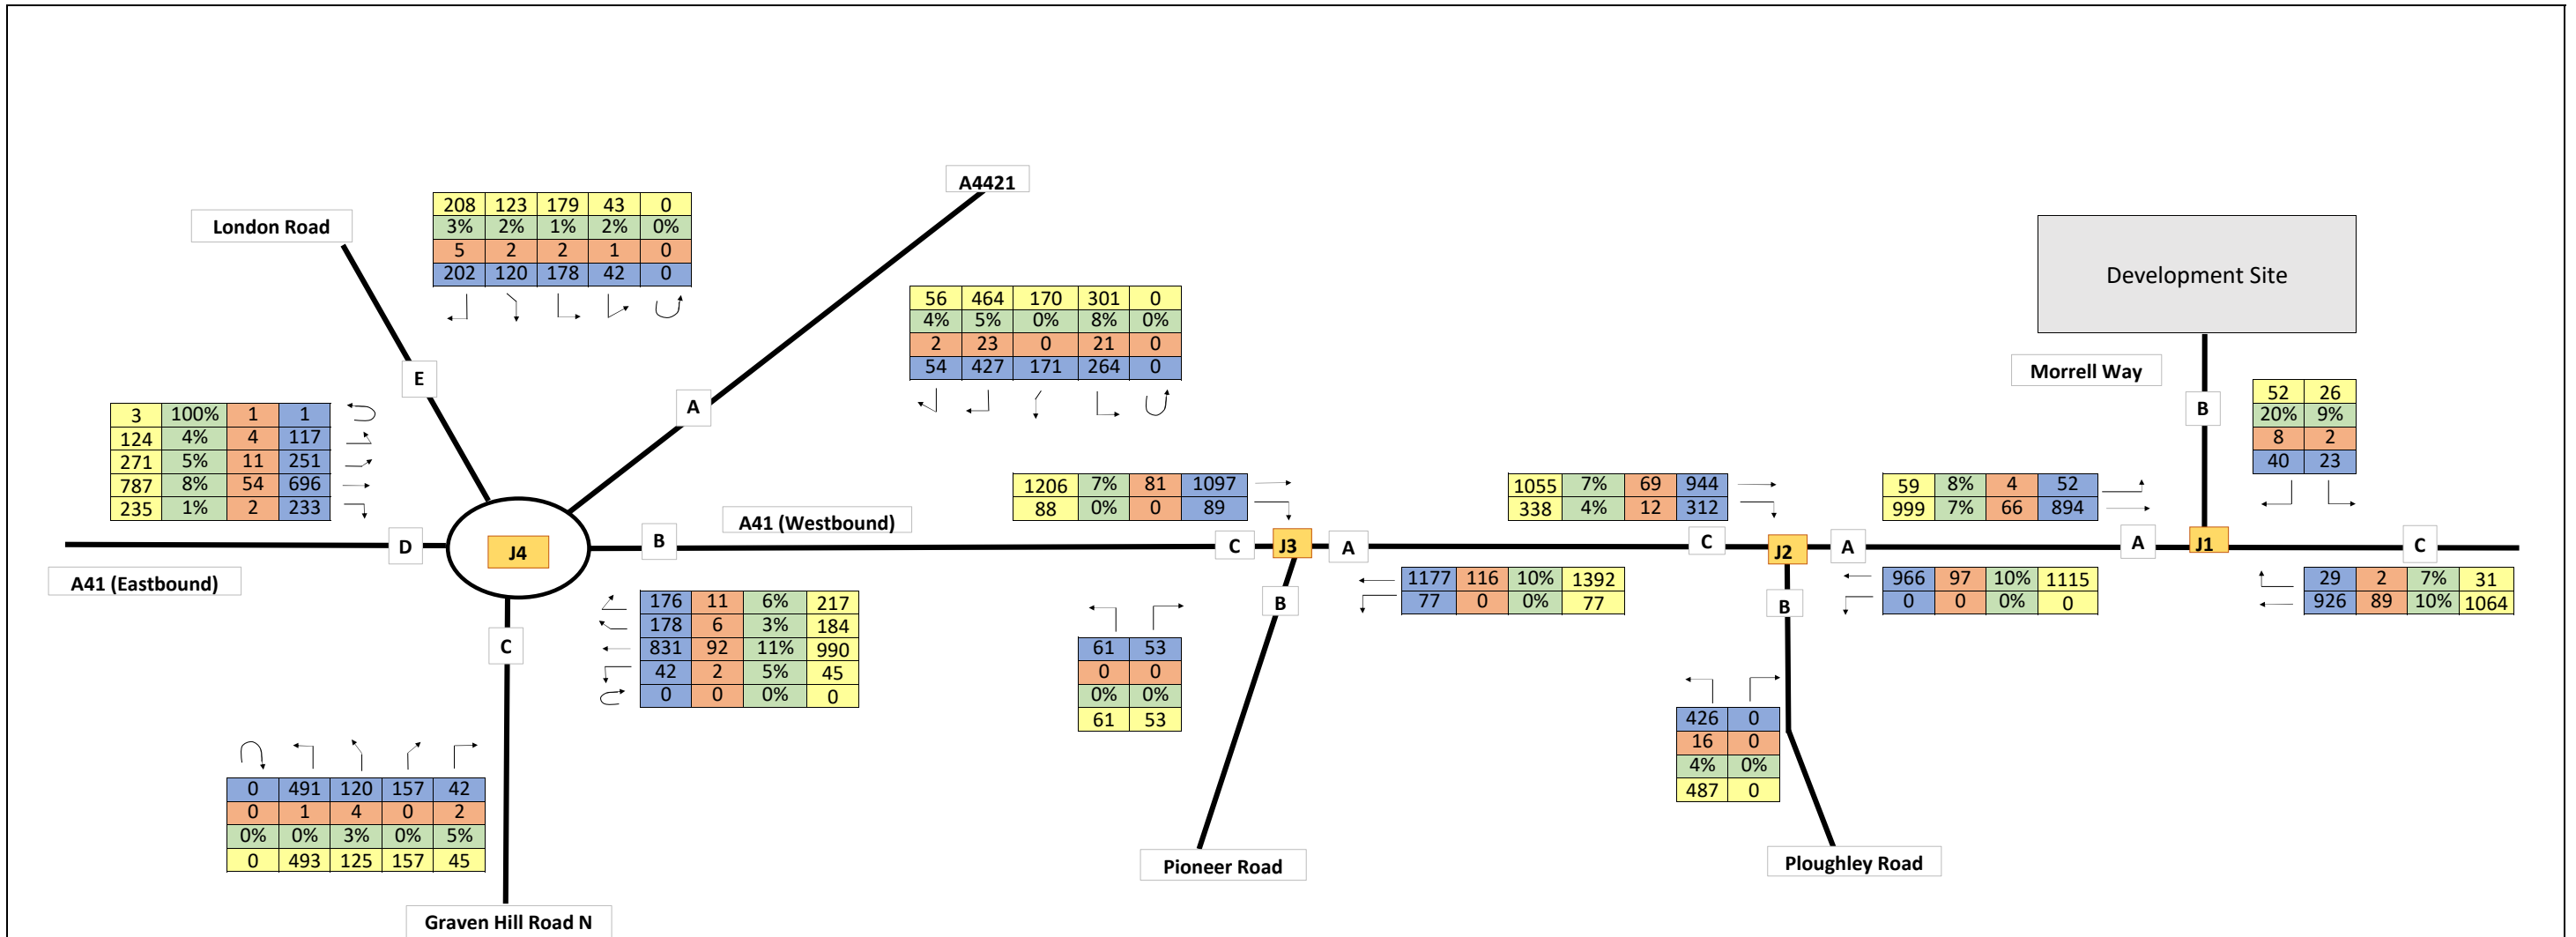 A4421
London Road
208 123 179 43 0
3% 2% 1% 2% 0%
5 2 2 1 0
202 120 178 42 0
Development Site
56 464 170 301 0
4% 5% 0% 8% 0%
2 23 0 21 0
54 427 171 264 0
Morrell Way
E
A
B
52 26
20% 9%
8 2
40 23
3 100% 1 1
124 4% 4 117
271 5% 11 251
787 8% 54 696
235 1% 2 233
1206 7% 81 1097
88 0% 0 89
1055 7% 69 944
338 4% 12 312
59 8% 4 52
999 7% 66 894
A41 (Westbound)
D J4 B C J3 A C J2 A A J1 C
A41 (Eastbound)
1177 116 10% 1392
77 0 0% 77
966 97 10% 1115
0 0 0% 0
29 2 7% 31
926 89 10% 1064
176 11 6% 217
178 6 3% 184
831 92 11% 990
42 2 5% 45
0 0 0% 0
C
B
B
61 53
0 0
0% 0%
61 53
426 0
16 0
4% 0%
487 0
0 491 120 157 42
0 1 4 0 2
0% 0% 3% 0% 5%
0 493 125 157 45
Pioneer Road
Ploughley Road
Graven Hill Road N